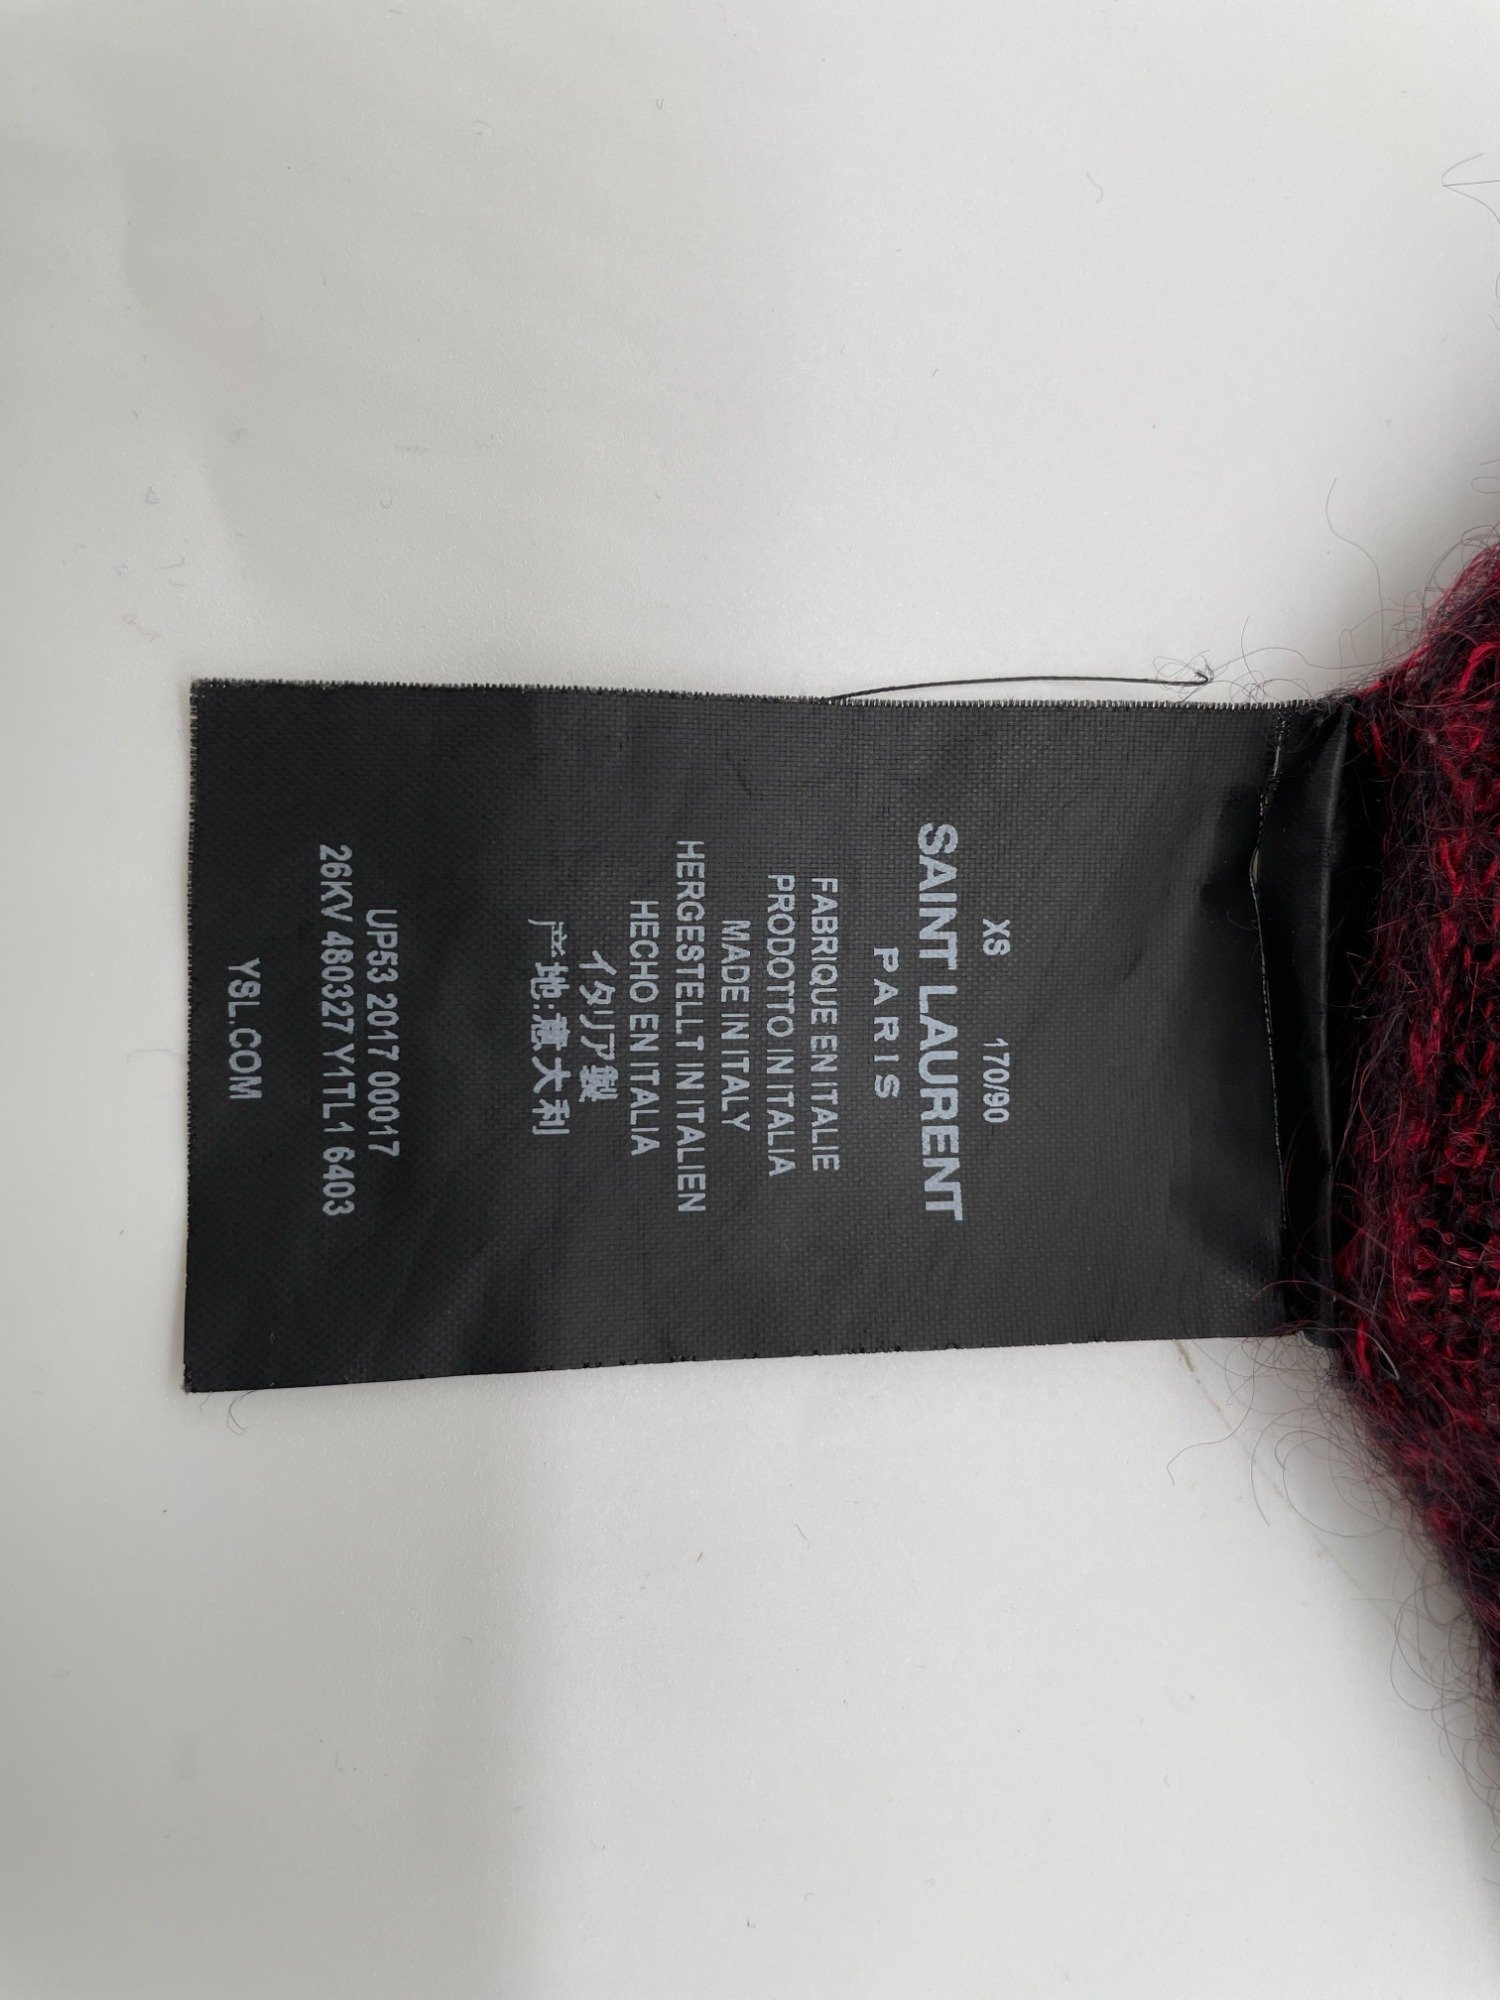 XS 170/90
SAINT LAURENT
PARIS
FABRIQUE EN ITALIE
PRODOTTO IN ITALIA
MADE IN ITALY
HERGESTELLT IN ITALIEN
HECHO EN ITALIA
イタリア製
产地:意大利
UP53 2017 00017
26KV 480327 Y1TL1 6403
YSL.COM